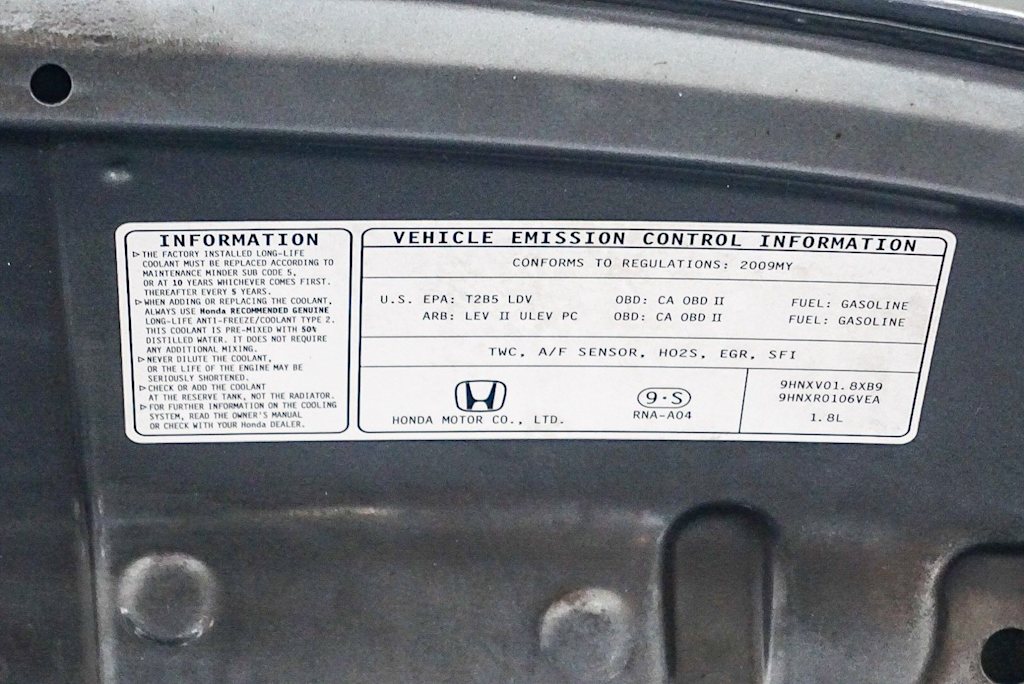 INFORMATION
▷THE FACTORY INSTALLED LONG-LIFE
COOLANT MUST BE REPLACED ACCORDING TO
MAINTENANCE MINDER SUB CODE 5,
OR AT 10 YEARS WHICHEVER COMES FIRST.
THEREAFTER EVERY 5 YEARS.
▷WHEN ADDING OR REPLACING THE COOLANT,
ALWAYS USE Honda RECOMMENDED GENUINE
LONG-LIFE ANTI-FREEZE/COOLANT TYPE 2.
THIS COOLANT IS PRE-MIXED WITH 50%
DISTILLED WATER. IT DOES NOT REQUIRE
ANY ADDITIONAL MIXING.
▷NEVER DILUTE THE COOLANT,
OR THE LIFE OF THE ENGINE MAY BE
SERIOUSLY SHORTENED.
▷CHECK OR ADD THE COOLANT
AT THE RESERVE TANK, NOT THE RADIATOR.
▷FOR FURTHER INFORMATION ON THE COOLING
SYSTEM, READ THE OWNER'S MANUAL
OR CHECK WITH YOUR Honda DEALER.
VEHICLE EMISSION CONTROL INFORMATION
CONFORMS TO REGULATIONS: 2009MY
U.S. EPA: T2B5 LDV OBD: CA OBD II FUEL: GASOLINE
ARB: LEV II ULEV PC OBD: CA OBD II FUEL: GASOLINE
TWC, A/F SENSOR, HO2S, EGR, SFI
HONDA MOTOR CO., LTD.
9·S
RNA-A04
9HNXV01.8XB9
9HNXR0106VEA
1.8L